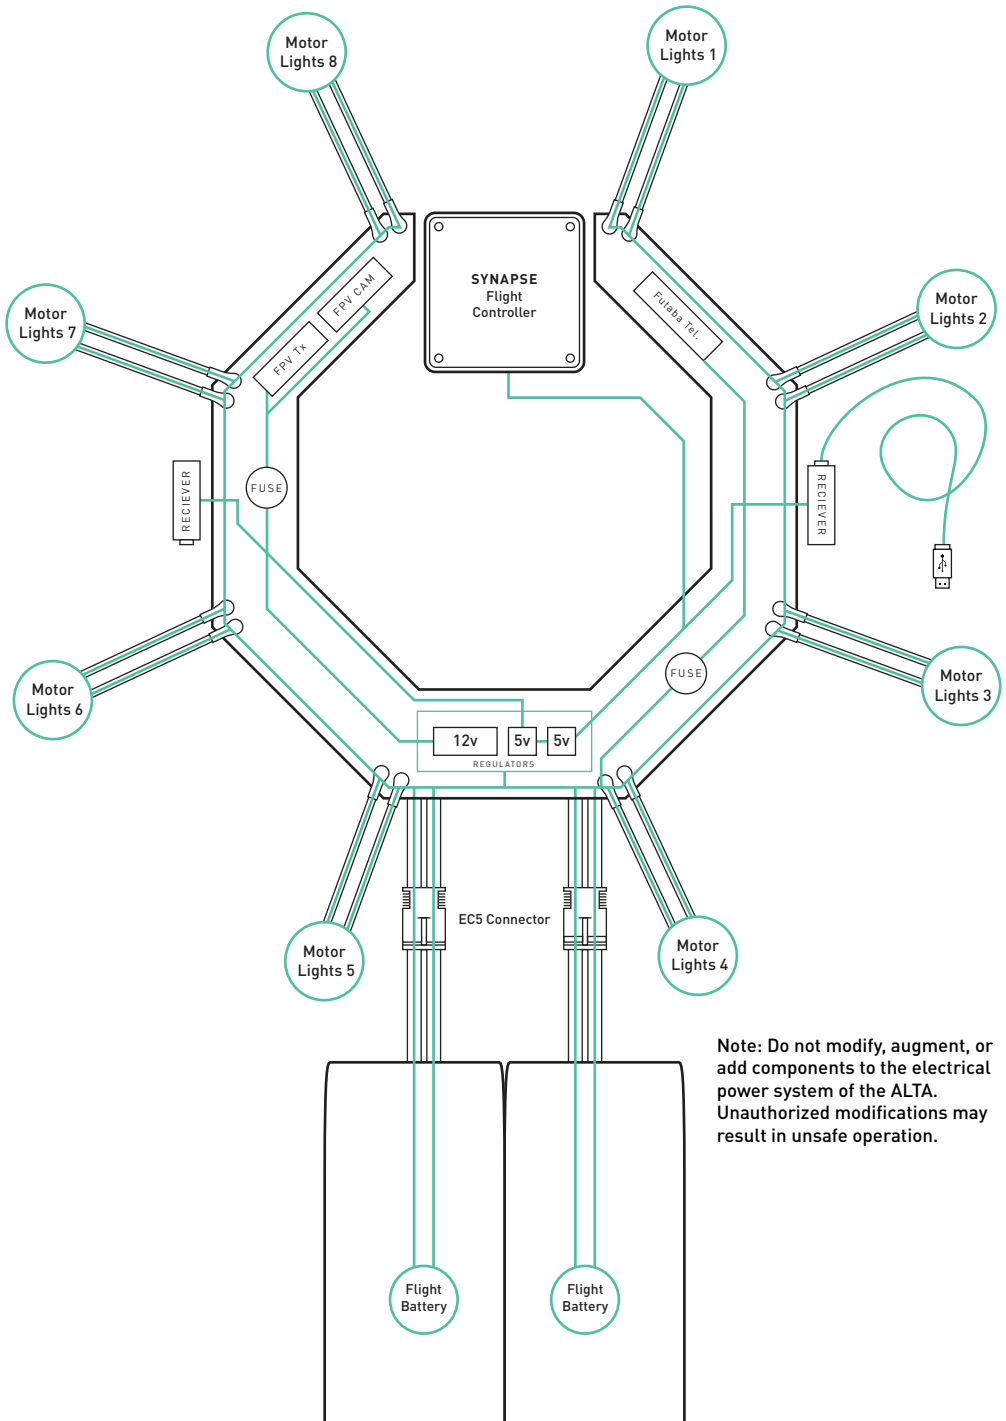 Motor
Lights 8
Motor
Lights 1
SYNAPSE
Flight
Controller
FPV CAM
FPV Tx
Futaba Tel.
Motor
Lights 7
Motor
Lights 2
RECIEVER
FUSE
RECIEVER
Motor
Lights 6
FUSE
Motor
Lights 3
12v
5v
5v
REGULATORS
EC5 Connector
Motor
Lights 5
Motor
Lights 4
Note: Do not modify, augment, or
add components to the electrical
power system of the ALTA.
Unauthorized modifications may
result in unsafe operation.
Flight
Battery
Flight
Battery